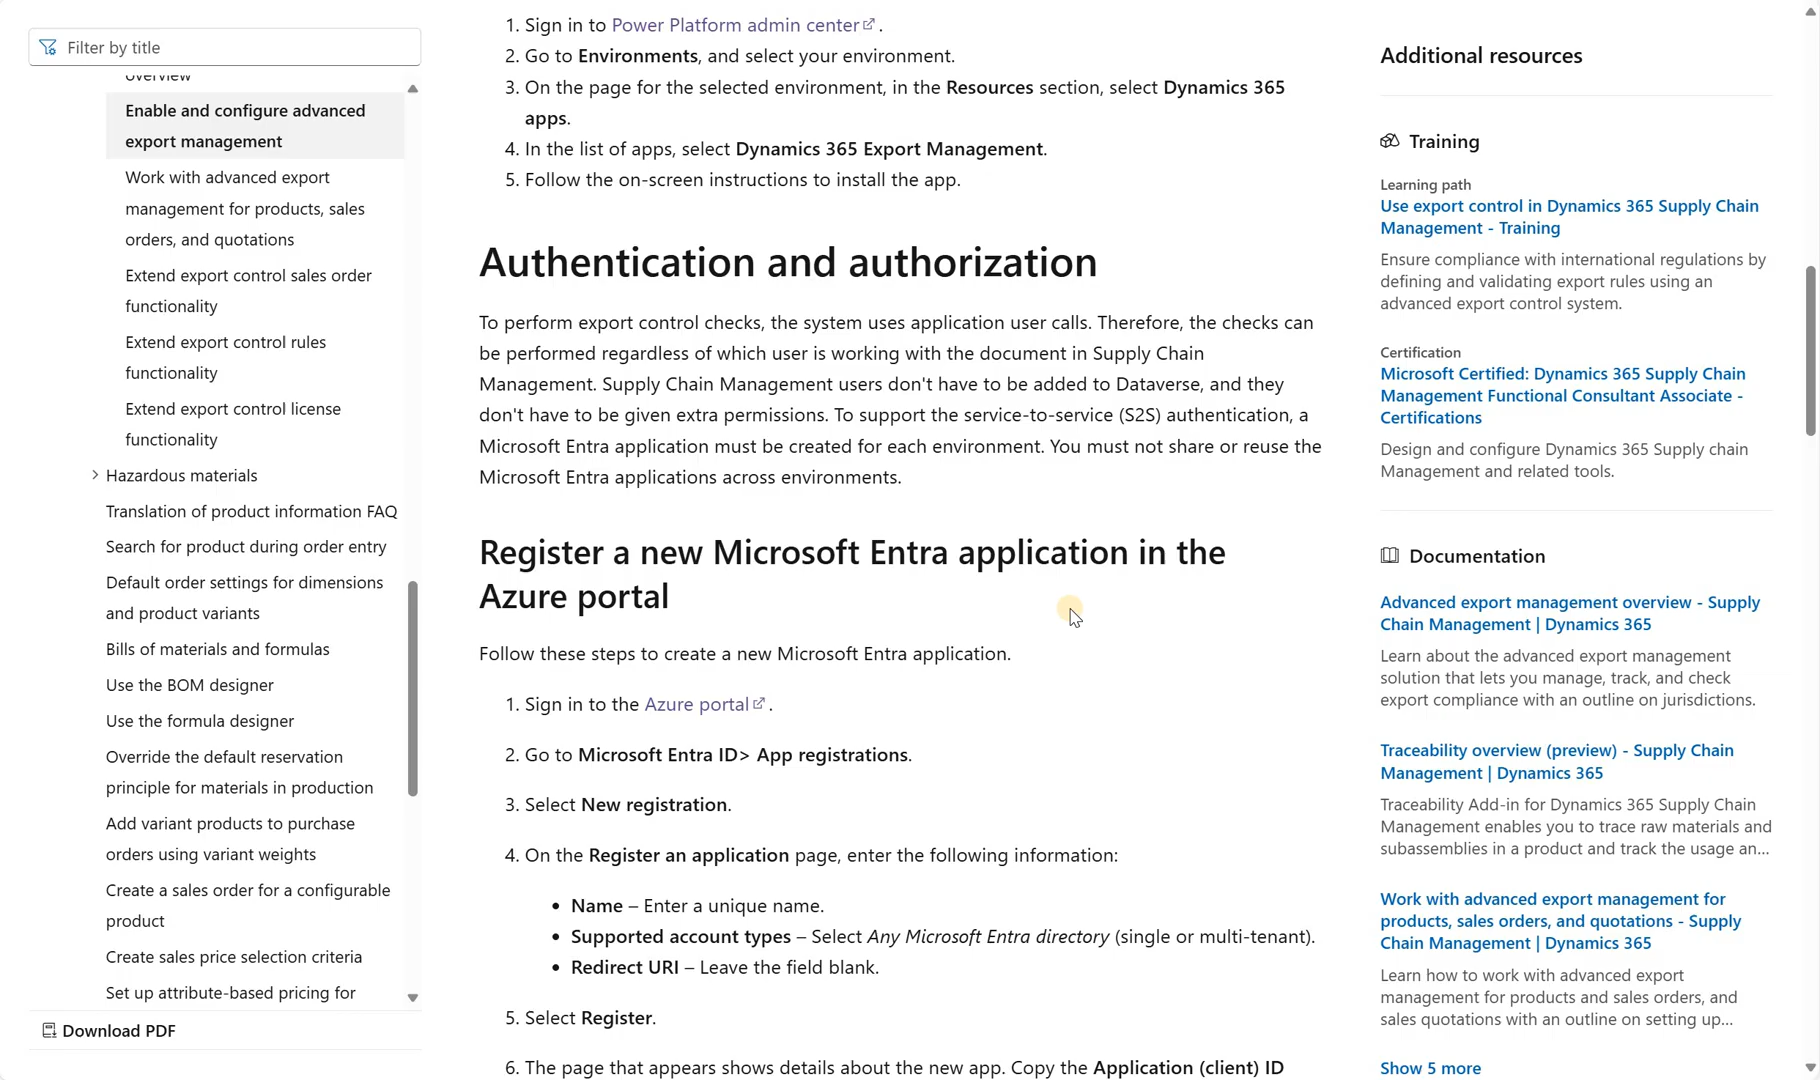 Filter by title
Overview
Enable and configure advanced
export management
Work with advanced export
management for products, sales
orders, and quotations
Extend export control sales order
functionality
Extend export control rules
functionality
Extend export control license
functionality
Hazardous materials
Translation of product information FAQ
Search for product during order entry
Default order settings for dimensions
and product variants
Bills of materials and formulas
Use the BOM designer
Use the formula designer
Override the default reservation
principle for materials in production
Add variant products to purchase
orders using variant weights
Create a sales order for a configurable
product
Create sales price selection criteria
Set up attribute-based pricing for
Download PDF
1. Sign in to Power Platform admin center.
2. Go to Environments, and select your environment.
3. On the page for the selected environment, in the Resources section, select Dynamics 365
apps.
4. In the list of apps, select Dynamics 365 Export Management.
5. Follow the on-screen instructions to install the app.
Authentication and authorization
To perform export control checks, the system uses application user calls. Therefore, the checks can
be performed regardless of which user is working with the document in Supply Chain
Management. Supply Chain Management users don't have to be added to Dataverse, and they
don't have to be given extra permissions. To support the service-to-service (S2S) authentication, a
Microsoft Entra application must be created for each environment. You must not share or reuse the
Microsoft Entra applications across environments.
Register a new Microsoft Entra application in the
Azure portal
Follow these steps to create a new Microsoft Entra application.
1. Sign in to the Azure portal.
2. Go to Microsoft Entra ID> App registrations.
3. Select New registration.
4. On the Register an application page, enter the following information:
• Name – Enter a unique name.
• Supported account types – Select Any Microsoft Entra directory (single or multi-tenant).
• Redirect URI – Leave the field blank.
5. Select Register.
6. The page that appears shows details about the new app. Copy the Application (client) ID
Additional resources
Training
Learning path
Use export control in Dynamics 365 Supply Chain
Management - Training
Ensure compliance with international regulations by
defining and validating export rules using an
advanced export control system.
Certification
Microsoft Certified: Dynamics 365 Supply Chain
Management Functional Consultant Associate -
Certifications
Design and configure Dynamics 365 Supply chain
Management and related tools.
Documentation
Advanced export management overview - Supply
Chain Management | Dynamics 365
Learn about the advanced export management
solution that lets you manage, track, and check
export compliance with an outline on jurisdictions.
Traceability overview (preview) - Supply Chain
Management | Dynamics 365
Traceability Add-in for Dynamics 365 Supply Chain
Management enables you to trace raw materials and
subassemblies in a product and track the usage an...
Work with advanced export management for
products, sales orders, and quotations - Supply
Chain Management | Dynamics 365
Learn how to work with advanced export
management for products and sales orders, and
sales quotations with an outline on setting up...
Show 5 more